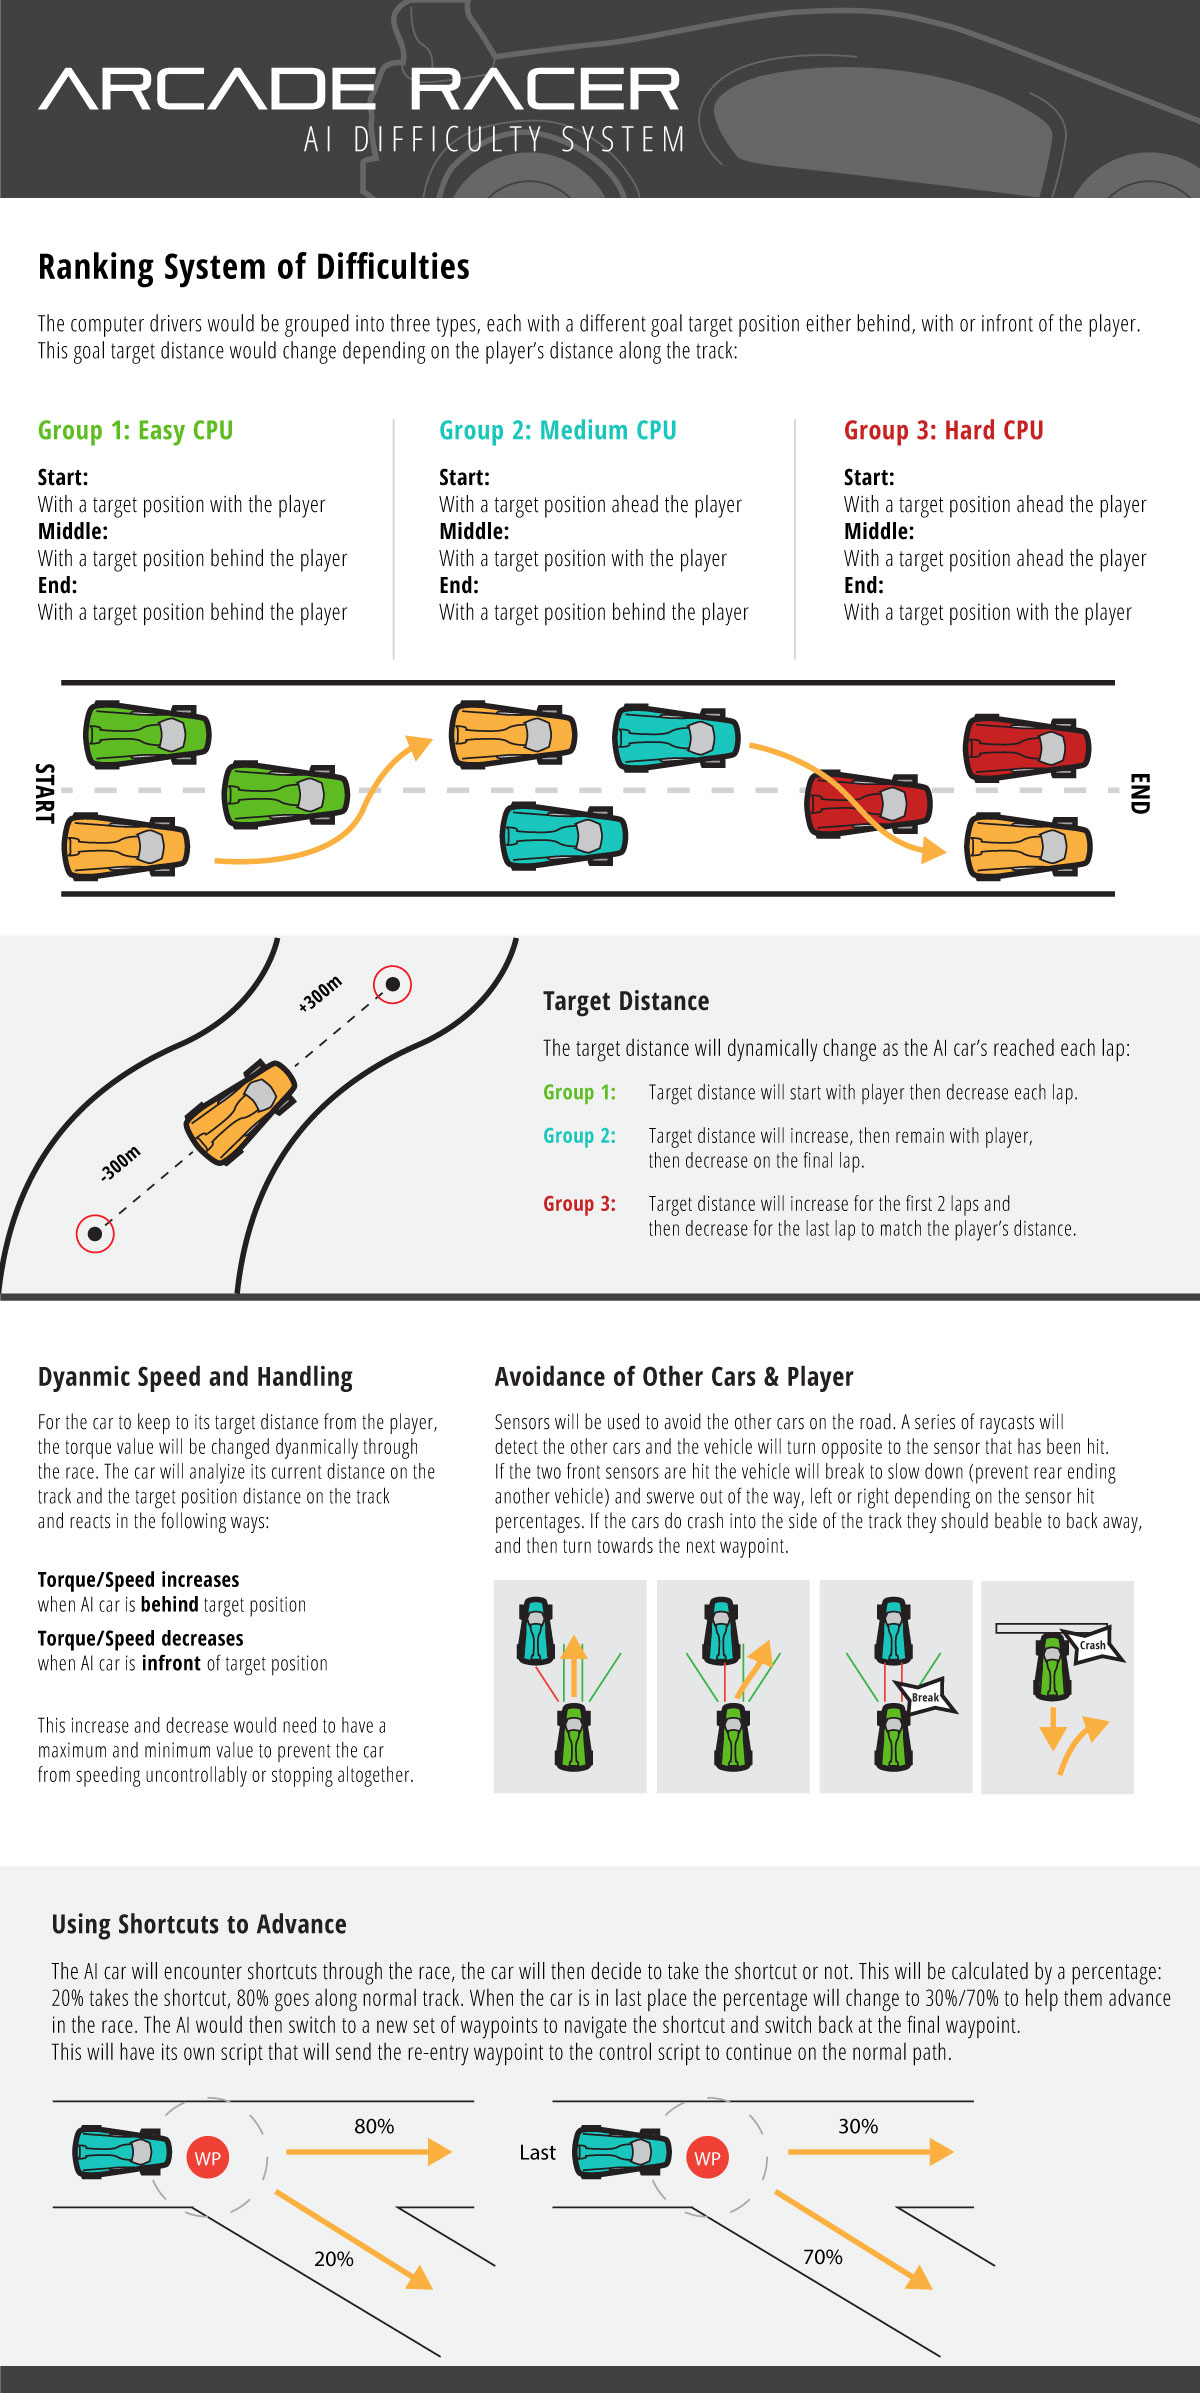 ARCADE RACER
AI DIFFICULTY SYSTEM
Ranking System of Difficulties
The computer drivers would be grouped into three types, each with a different goal target position either behind, with or infront of the player.
This goal target distance would change depending on the player's distance along the track:
Group 1: Easy CPU
Start:
With a target position with the player
Middle:
With a target position behind the player
End:
With a target position behind the player
Group 2: Medium CPU
Start:
With a target position ahead the player
Middle:
With a target position with the player
End:
With a target position behind the player
Group 3: Hard CPU
Start:
With a target position ahead the player
Middle:
With a target position ahead the player
End:
With a target position with the player
START
END
+300m
-300m
Target Distance
The target distance will dynamically change as the AI car's reached each lap:
Group 1: Target distance will start with player then decrease each lap.
Group 2: Target distance will increase, then remain with player,
then decrease on the final lap.
Group 3: Target distance will increase for the first 2 laps and
then decrease for the last lap to match the player's distance.
Dyanmic Speed and Handling
For the car to keep to its target distance from the player,
the torque value will be changed dyanmically through
the race. The car will analyize its current distance on the
track and the target position distance on the track
and reacts in the following ways:
Torque/Speed increases
when AI car is behind target position
Torque/Speed decreases
when AI car is infront of target position
This increase and decrease would need to have a
maximum and minimum value to prevent the car
from speeding uncontrollably or stopping altogether.
Avoidance of Other Cars & Player
Sensors will be used to avoid the other cars on the road. A series of raycasts will
detect the other cars and the vehicle will turn opposite to the sensor that has been hit.
If the two front sensors are hit the vehicle will break to slow down (prevent rear ending
another vehicle) and swerve out of the way, left or right depending on the sensor hit
percentages. If the cars do crash into the side of the track they should beable to back away,
and then turn towards the next waypoint.
Break
Crash
Using Shortcuts to Advance
The AI car will encounter shortcuts through the race, the car will then decide to take the shortcut or not. This will be calculated by a percentage:
20% takes the shortcut, 80% goes along normal track. When the car is in last place the percentage will change to 30%/70% to help them advance
in the race. The AI would then switch to a new set of waypoints to navigate the shortcut and switch back at the final waypoint.
This will have its own script that will send the re-entry waypoint to the control script to continue on the normal path.
WP
80%
20%
Last
WP
30%
70%